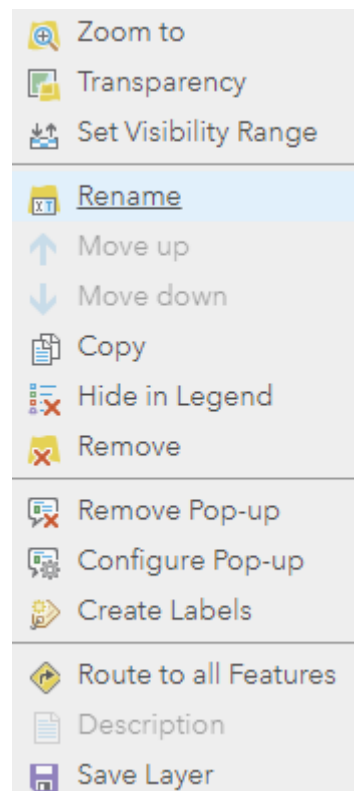 Zoom to
Transparency
Set Visibility Range
Rename
Move up
Move down
Copy
Hide in Legend
Remove
Remove Pop-up
Configure Pop-up
Create Labels
Route to all Features
Description
Save Layer